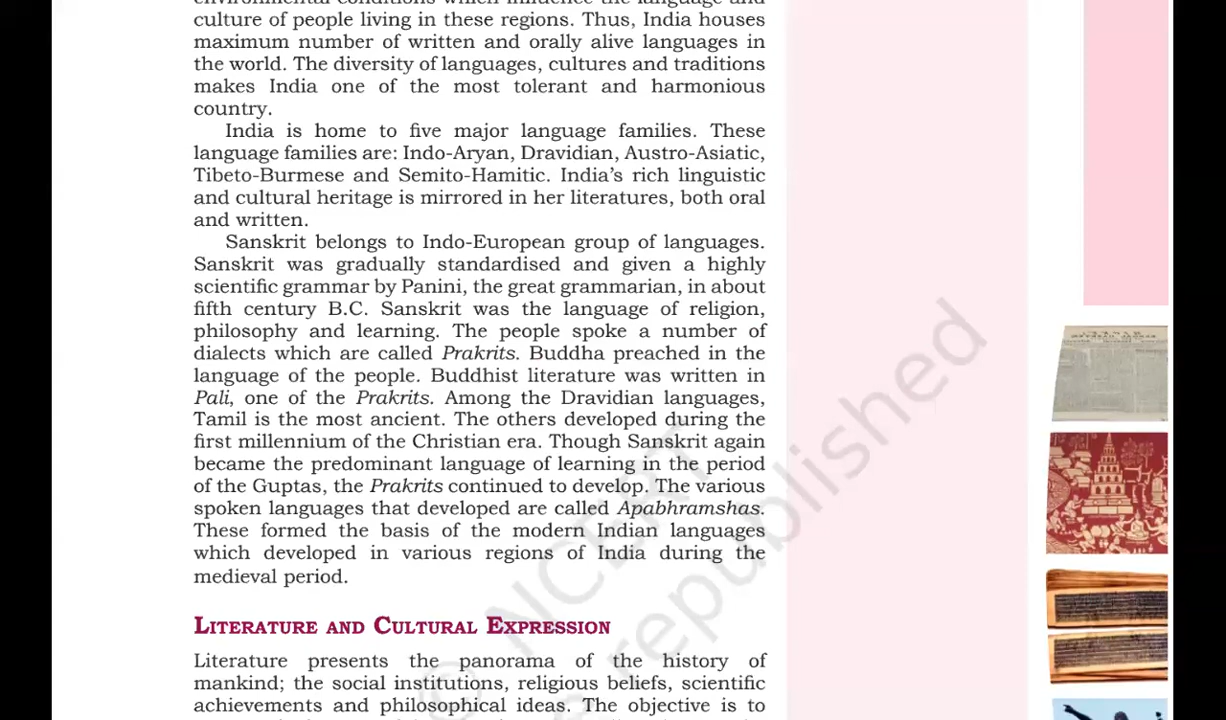 environmental conditions which influence the language and
culture of people living in these regions. Thus, India houses
maximum number of written and orally alive languages in
the world. The diversity of languages, cultures and traditions
makes India one of the most tolerant and harmonious
country.
India is home to five major language families. These
language families are: Indo-Aryan, Dravidian, Austro-Asiatic,
Tibeto-Burmese and Semito-Hamitic. India's rich linguistic
and cultural heritage is mirrored in her literatures, both oral
and written.
Sanskrit belongs to Indo-European group of languages.
Sanskrit was gradually standardised and given a highly
scientific grammar by Panini, the great grammarian, in about
fifth century B.C. Sanskrit was the language of religion,
philosophy and learning. The people spoke a number of
dialects which are called Prakrits. Buddha preached in the
language of the people. Buddhist literature was written in
Pali, one of the Prakrits. Among the Dravidian languages,
Tamil is the most ancient. The others developed during the
first millennium of the Christian era. Though Sanskrit again
became the predominant language of learning in the period
of the Guptas, the Prakrits continued to develop. The various
spoken languages that developed are called Apabhramshas.
These formed the basis of the modern Indian languages
which developed in various regions of India during the
medieval period.
LITERATURE AND CULTURAL EXPRESSION
Literature presents the panorama of the history of
mankind; the social institutions, religious beliefs, scientific
achievements and philosophical ideas. The objective is to
© NCERT
republished